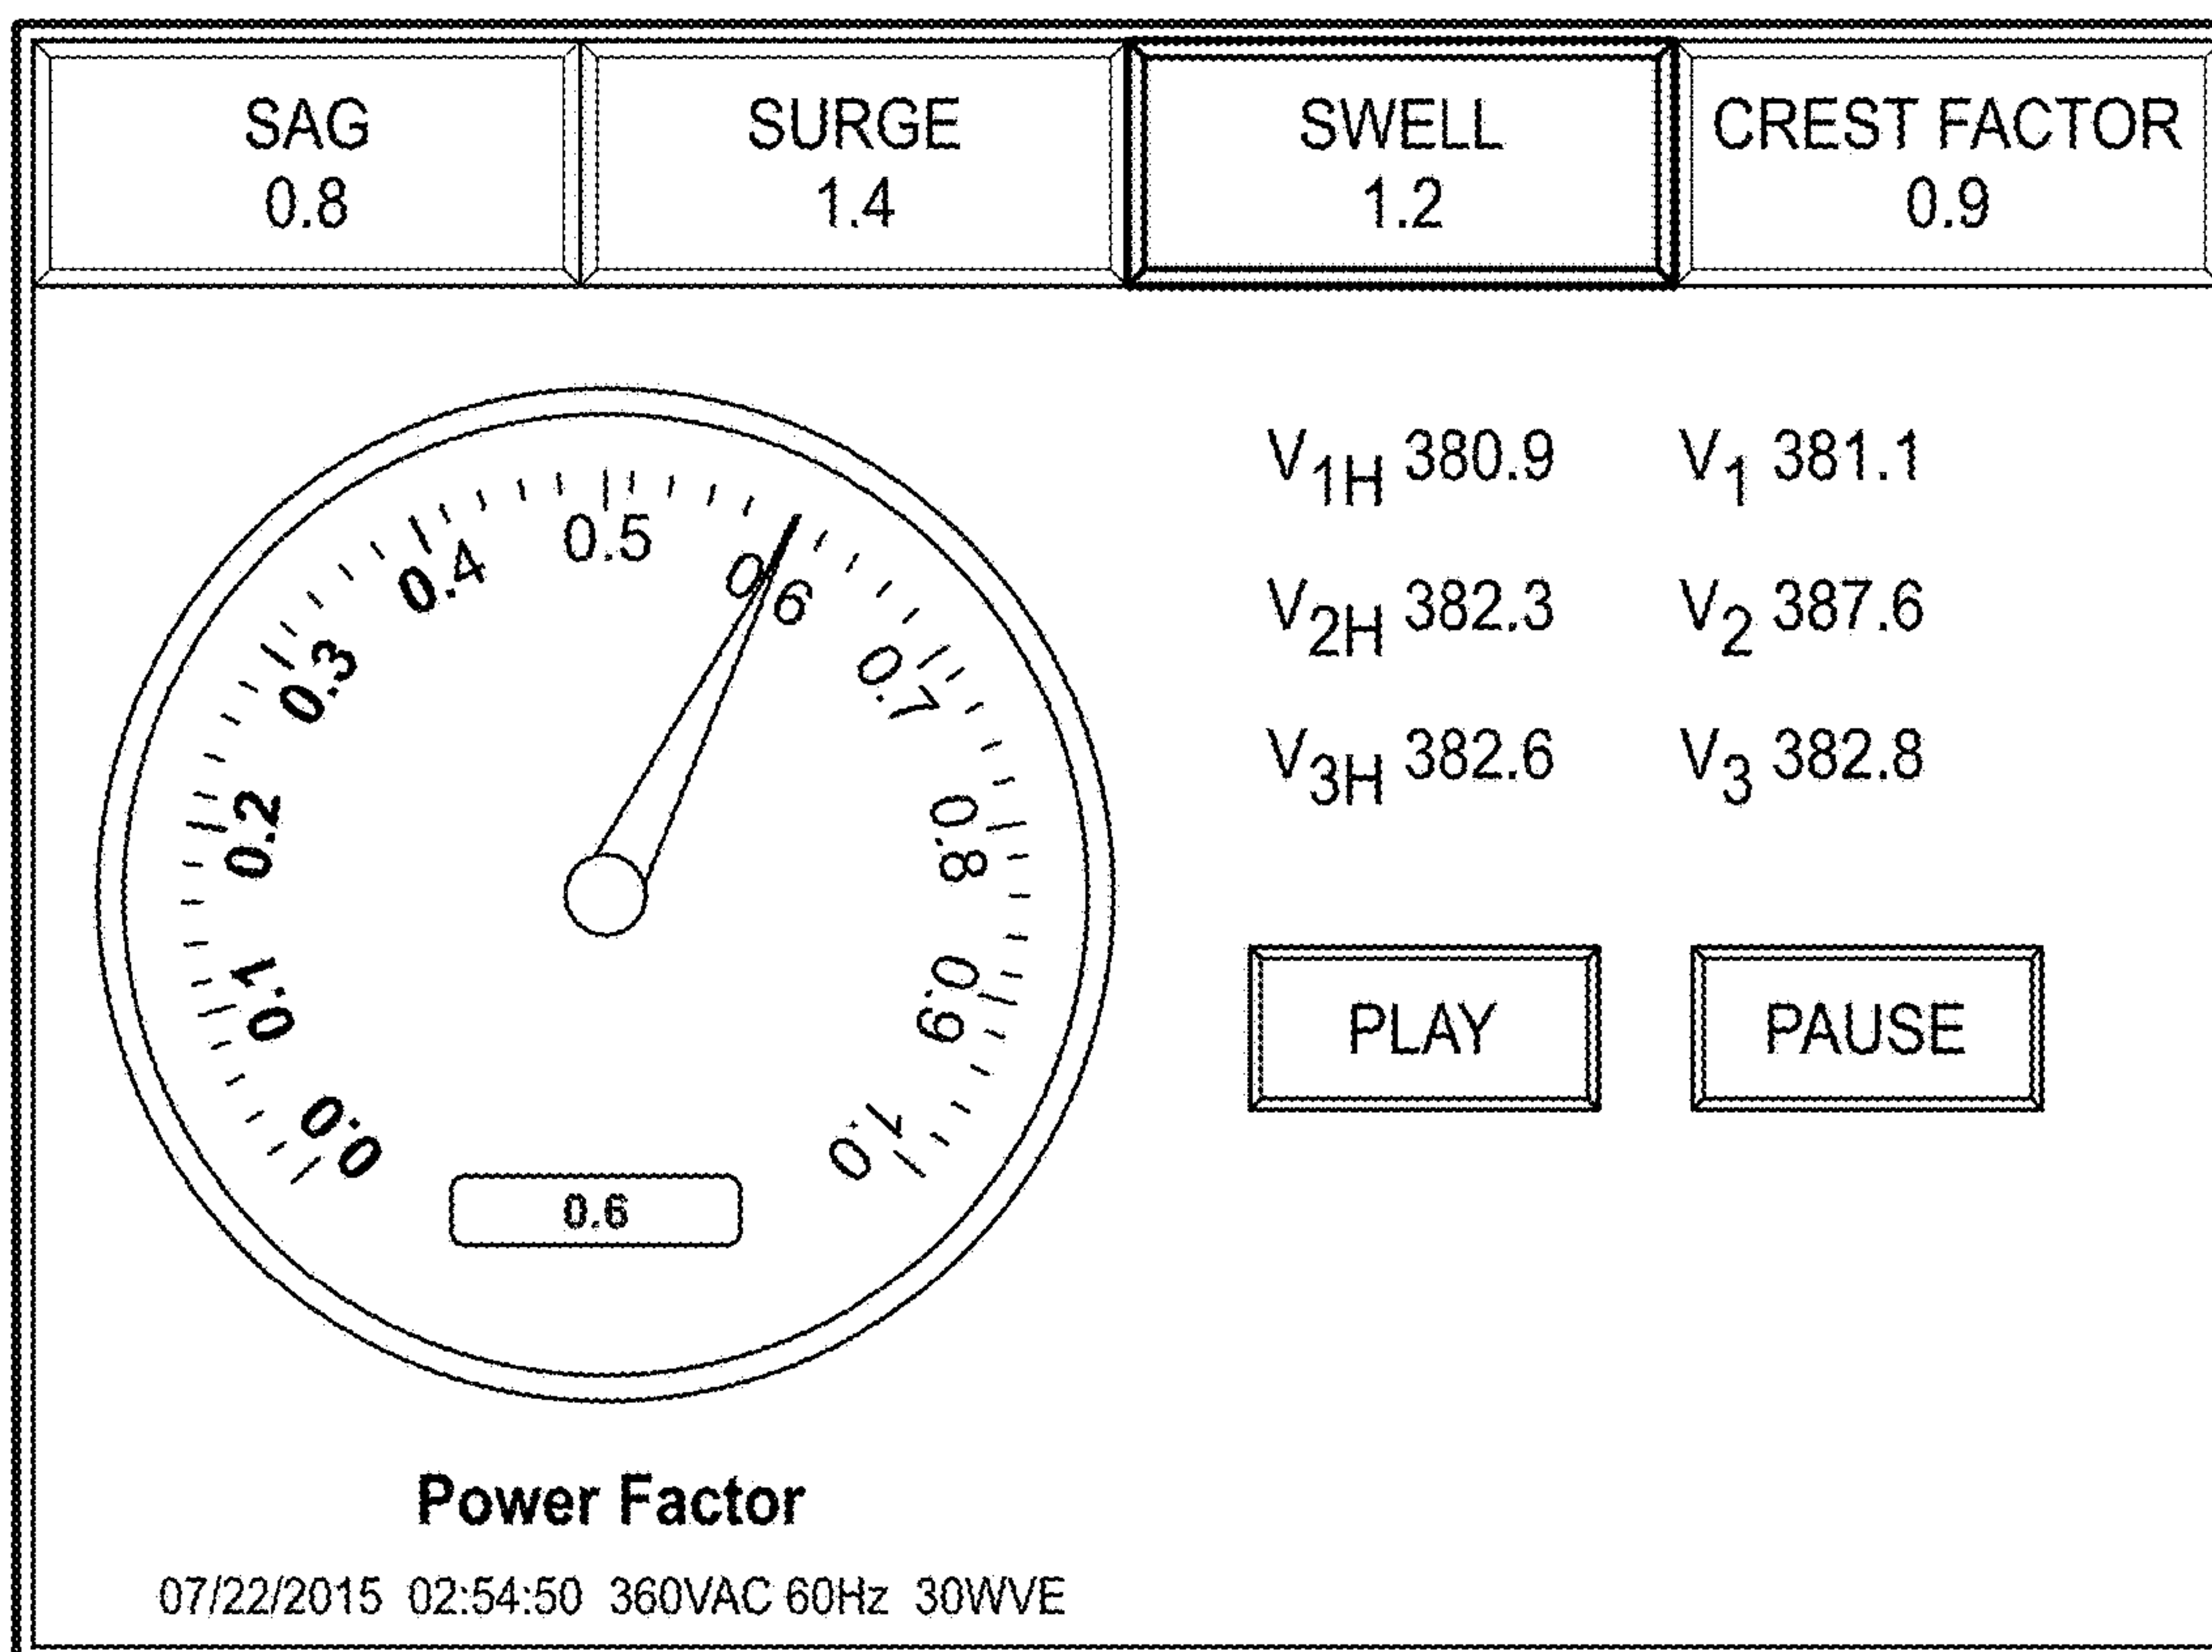 SAG
0.8
SURGE
1.4
SWELL
1.2
CREST FACTOR
0.9
0.0
0.1
0.2
0.3
0.4
0.5
0.6
0.7
0.8
0.9
1.0
0.6
V1H 380.9 V1 381.1
V2H 382.3 V2 387.6
V3H 382.6 V3 382.8
PLAY PAUSE
Power Factor
07/22/2015 02:54:50 360VAC 60Hz 30WVE